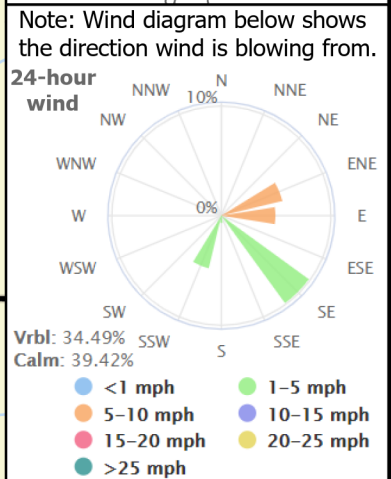 Note: Wind diagram below shows
the direction wind is blowing from.
24-hour
wind
N
NNW
10%
NNE
NW
NE
WNW
ENE
W
0%
E
WSW
ESE
SW
SE
Vrbl: 34.49%
SSW
S
SSE
Calm: 39.42%
<1 mph
1-5 mph
5-10 mph
10-15 mph
15-20 mph
20-25 mph
>25 mph